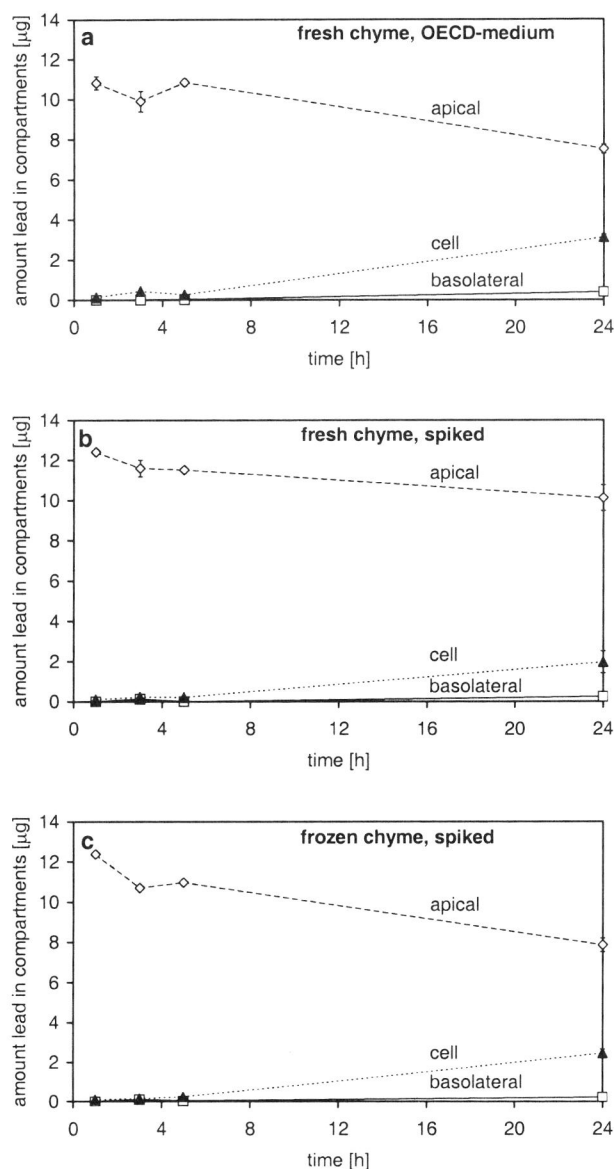 a fresh chyme, OECD-medium
amount lead in compartments [µg]
14
12
10
8
6
4
2
0
apical
cell
basolateral
0 4 8 12 16 20 24
time [h]
b fresh chyme, spiked
amount lead in compartments [µg]
14
12
10
8
6
4
2
0
apical
cell
basolateral
0 4 8 12 16 20 24
time [h]
c frozen chyme, spiked
amount lead in compartments [µg]
14
12
10
8
6
4
2
0
apical
cell
basolateral
0 4 8 12 16 20 24
time [h]